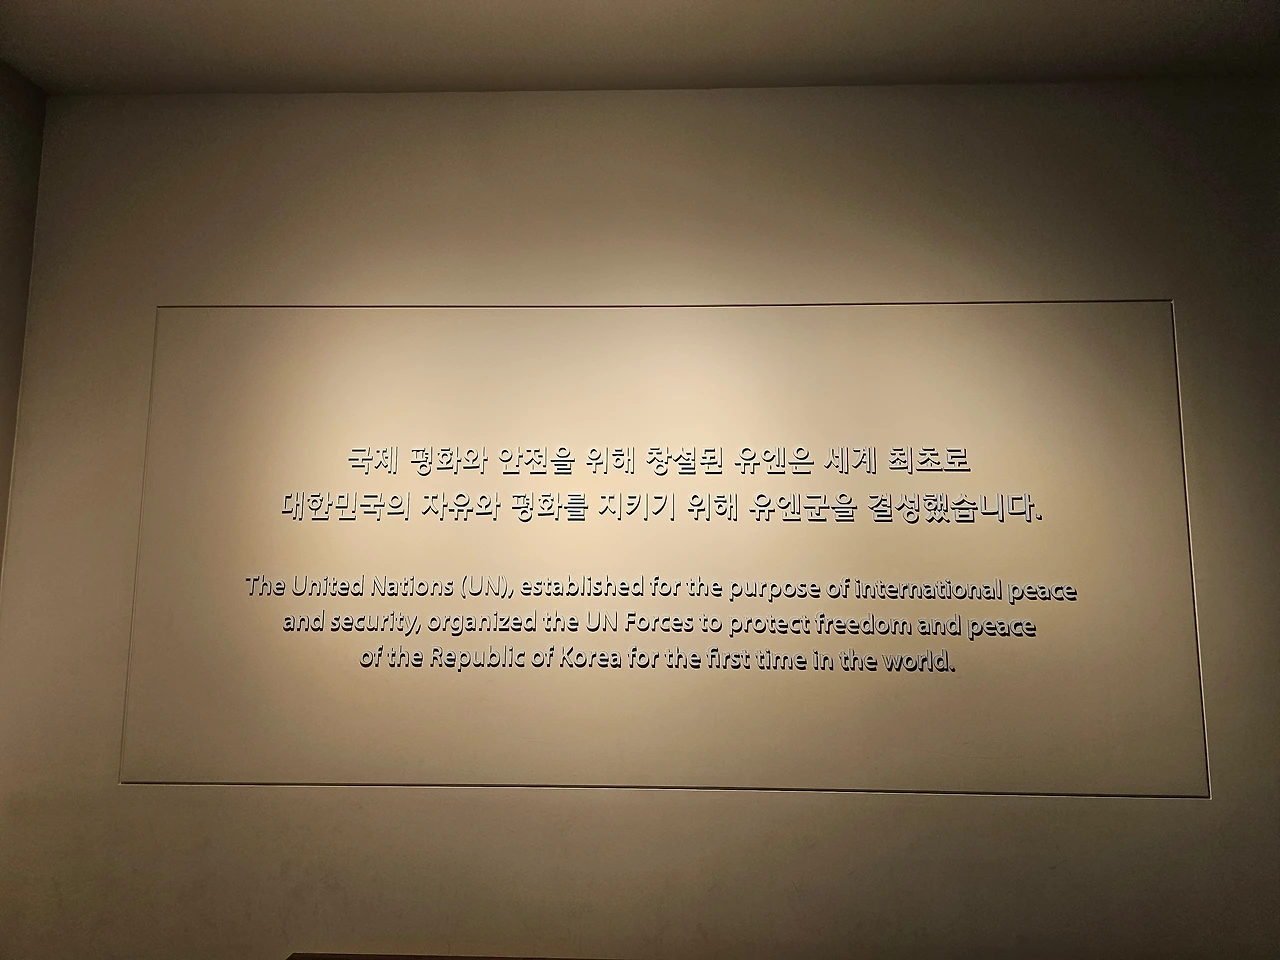 국제 평화와 안전을 위해 창설된 유엔은 세계 최초로
대한민국의 자유와 평화를 지키기 위해 유엔군을 결성했습니다.
The United Nations (UN), established for the purpose of international peace
and security, organized the UN Forces to protect freedom and peace
of the Republic of Korea for the first time in the world.